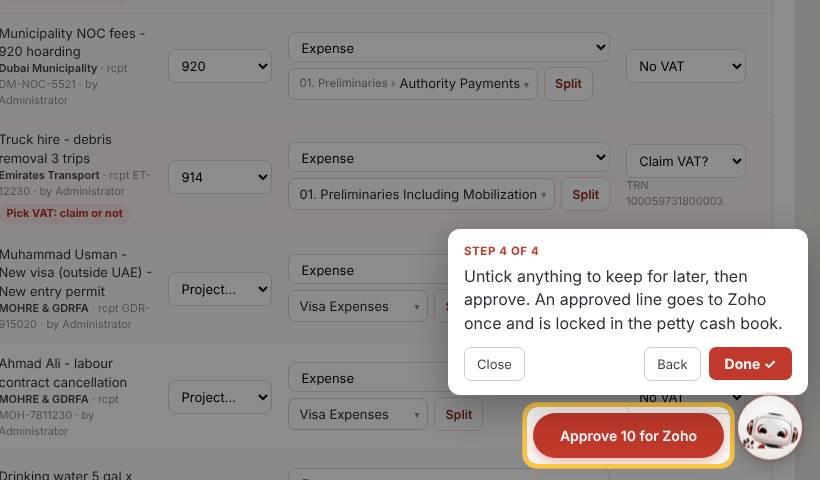 Municipality NOC fees -
920 hoarding
Dubai Municipality · rcpt
DM-NOC-5521 · by
Administrator
920
Expense
01. Preliminaries › Authority Payments
Split
No VAT
Truck hire - debris
removal 3 trips
Emirates Transport · rcpt ET-
12230 · by Administrator
Pick VAT: claim or not
914
Expense
01. Preliminaries Including Mobilization
Split
Claim VAT?
TRN
100059731800003
Muhammad Usman -
New visa (outside UAE) -
New entry permit
MOHRE & GDRFA · rcpt GDR-
915020 · by Administrator
Project...
Expense
Visa Expenses
STEP 4 OF 4
Untick anything to keep for later, then
approve. An approved line goes to Zoho
once and is locked in the petty cash book.
Close
Back
Done ✓
Ahmad Ali - labour
contract cancellation
MOHRE & GDRFA · rcpt
MOH-7811230 · by
Administrator
Project...
Expense
Visa Expenses
Split
No VAT
Approve 10 for Zoho
Drinking water 5 gal x